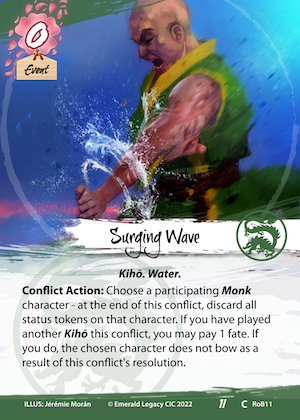 0
Event
Surging Wave
Kihō. Water.
Conflict Action: Choose a participating Monk
character - at the end of this conflict, discard all
status tokens on that character. If you have played
another Kihō this conflict, you may pay 1 fate. If
you do, the chosen character does not bow as a
result of this conflict's resolution.
ILLUS: Jérémie Morán © Emerald Legacy CIC 2022 11 C RoB11